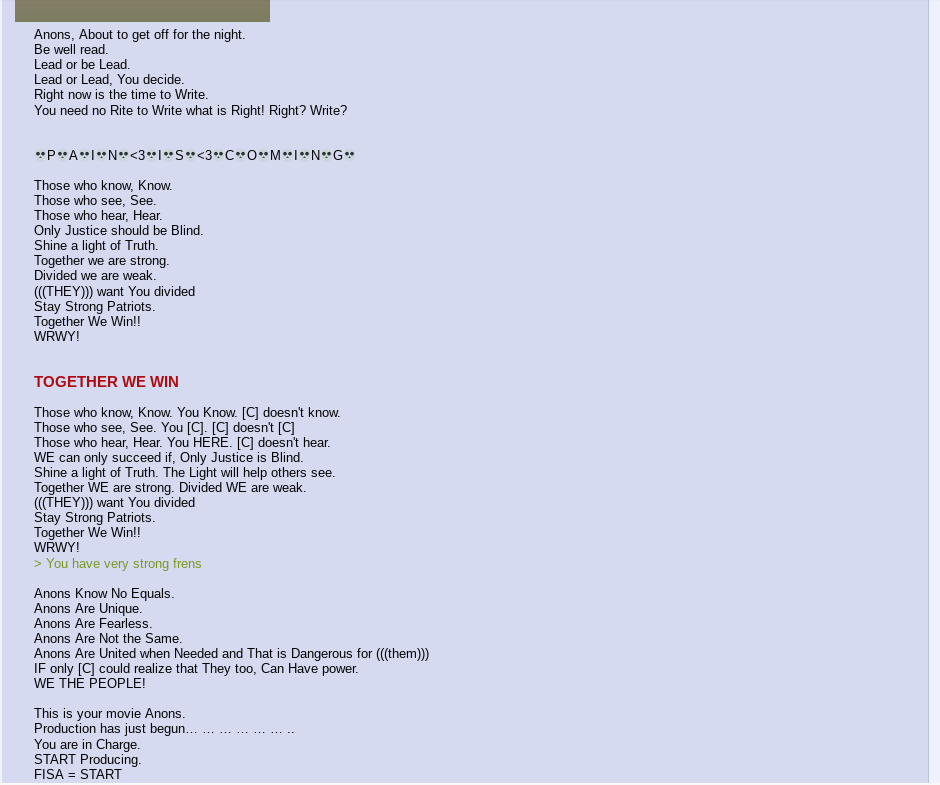 Anons, About to get off for the night.
Be well read.
Lead or be Lead.
Lead or Lead, You decide.
Right now is the time to Write.
You need no Rite to Write what is Right! Right? Write?
💀P💀A💀I💀N💀<3💀I💀S💀<3💀C💀O💀M💀I💀N💀G💀
Those who know, Know.
Those who see, See.
Those who hear, Hear.
Only Justice should be Blind.
Shine a light of Truth.
Together we are strong.
Divided we are weak.
(((THEY))) want You divided
Stay Strong Patriots.
Together We Win!!
WRWY!
TOGETHER WE WIN
Those who know, Know. You Know. [C] doesn't know.
Those who see, See. You [C]. [C] doesn't [C]
Those who hear, Hear. You HERE. [C] doesn't hear.
WE can only succeed if, Only Justice is Blind.
Shine a light of Truth. The Light will help others see.
Together WE are strong. Divided WE are weak.
(((THEY))) want You divided
Stay Strong Patriots.
Together We Win!!
WRWY!
> You have very strong frens
Anons Know No Equals.
Anons Are Unique.
Anons Are Fearless.
Anons Are Not the Same.
Anons Are United when Needed and That is Dangerous for (((them)))
IF only [C] could realize that They too, Can Have power.
WE THE PEOPLE!
This is your movie Anons.
Production has just begun… … … … … … ..
You are in Charge.
START Producing.
FISA = START